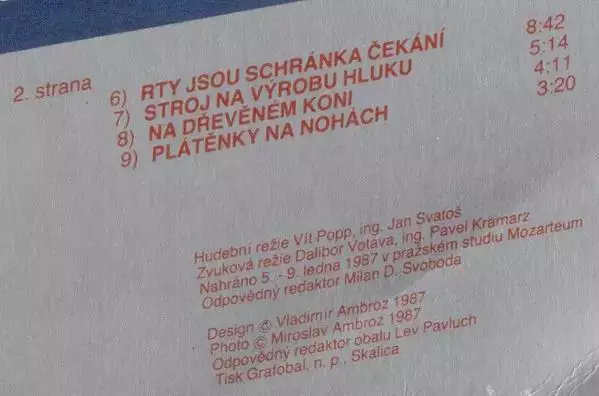 2. strana
6) RTY JSOU SCHRÁNKA ČEKÁNÍ 8:42
7) STROJ NA VÝROBU HLUKU 5:14
8) NA DŘEVĚNÉM KONI 4:11
9) PLÁTĚNKY NA NOHÁCH 3:20
Hudební režie Vít Popp, ing. Jan Svatoš
Zvuková režie Dalibor Votava, ing. Pavel Kramarz
Nahráno 5. - 9. ledna 1987 v pražském studiu Mozarteum
Odpovědný redaktor Milan D. Svoboda
Design @ Vladimír Ambroz 1987
Photo © Miroslav Ambroz 1987
Odpovědný redaktor obalu Lev Pavluch
Tisk Grafobal, n. p., Skalica